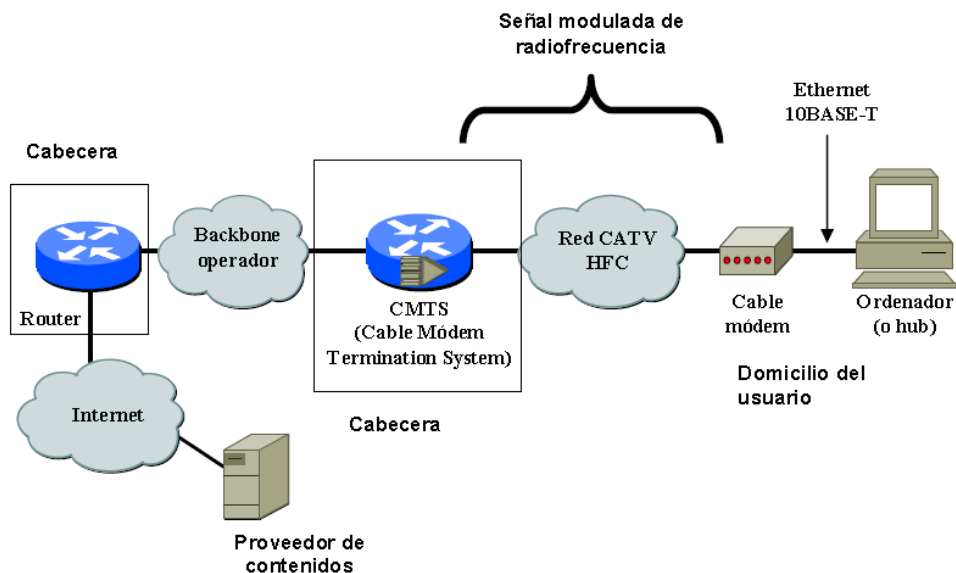 Señal modulada de
radiofrecuencia
Ethernet
10BASE-T
Cabecera
Backbone
operador
Red CATV
HFC
Router
CMTS
(Cable Módem
Termination System)
Cable
módem
Ordenador
(o hub)
Domicilio del
usuario
Internet
Cabecera
Proveedor de
contenidos